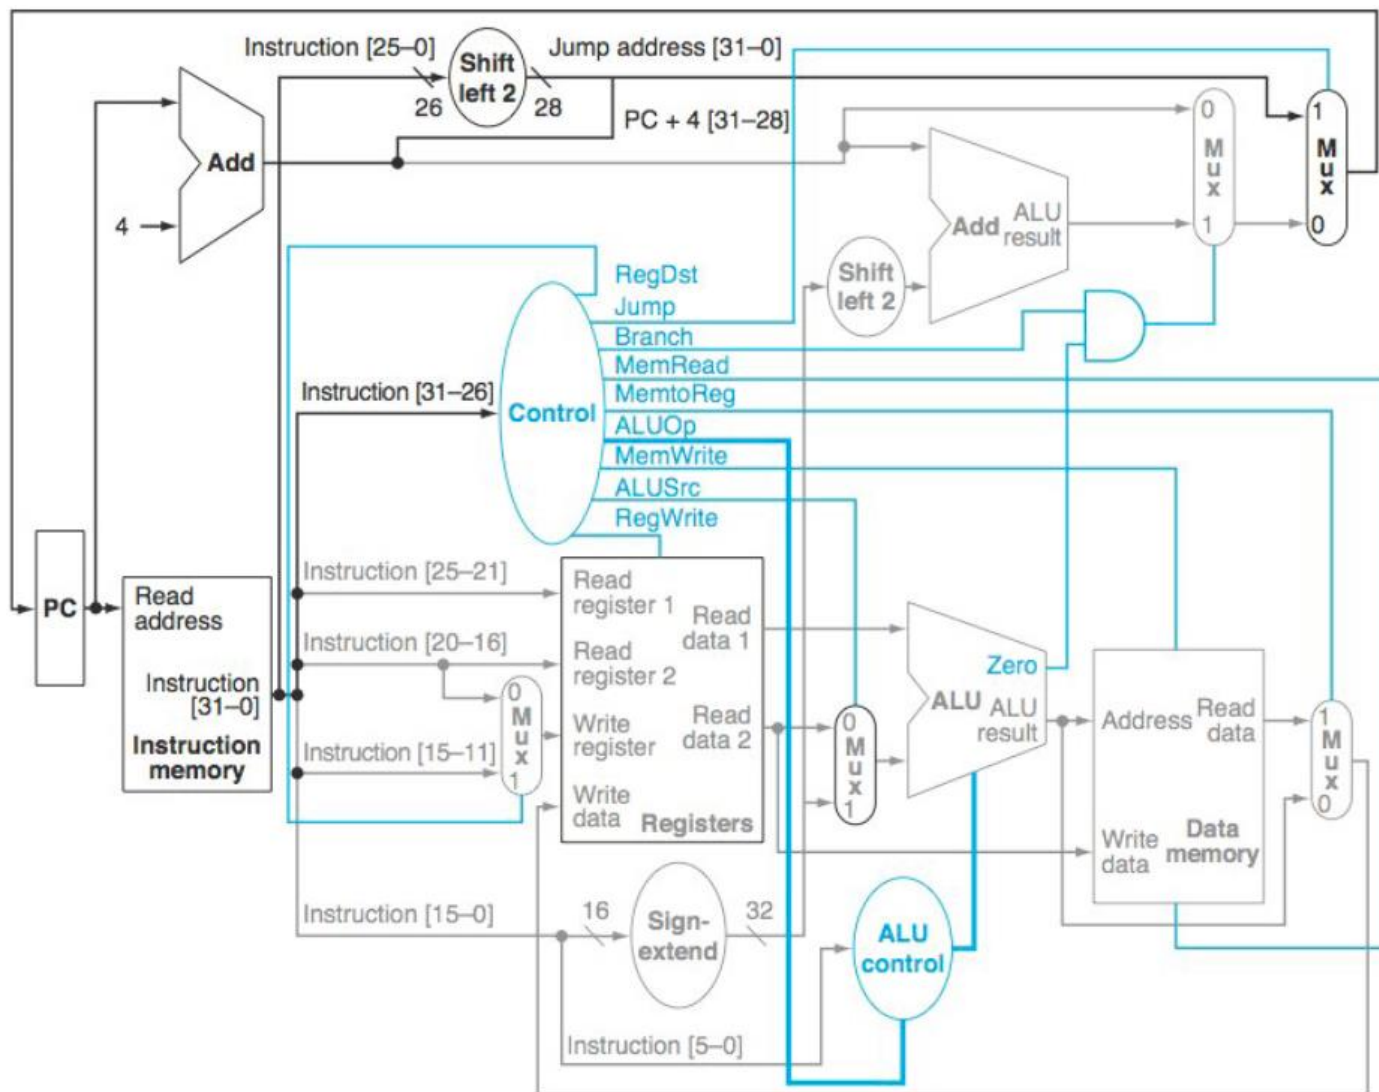 Instruction [25–0]
Shift
left 2
Jump address [31–0]
26
28
PC + 4 [31–28]
Add
4
0
M
u
x
1
1
M
u
x
0
Add
ALU
result
Shift
left 2
RegDst
Jump
Branch
MemRead
MemtoReg
ALUOp
MemWrite
ALUSrc
RegWrite
Instruction [31–26]
Control
PC
Read
address
Instruction
[31–0]
Instruction
memory
Instruction [25–21]
Instruction [20–16]
Instruction [15–11]
0
M
u
x
1
Read
register 1
Read
register 2
Write
register
Write
data
Read
data 1
Read
data 2
Registers
0
M
u
x
1
Zero
ALU
ALU
result
Address
Read
data
Write
data
Data
memory
1
M
u
x
0
Instruction [15–0]
16
Sign-
extend
32
ALU
control
Instruction [5–0]